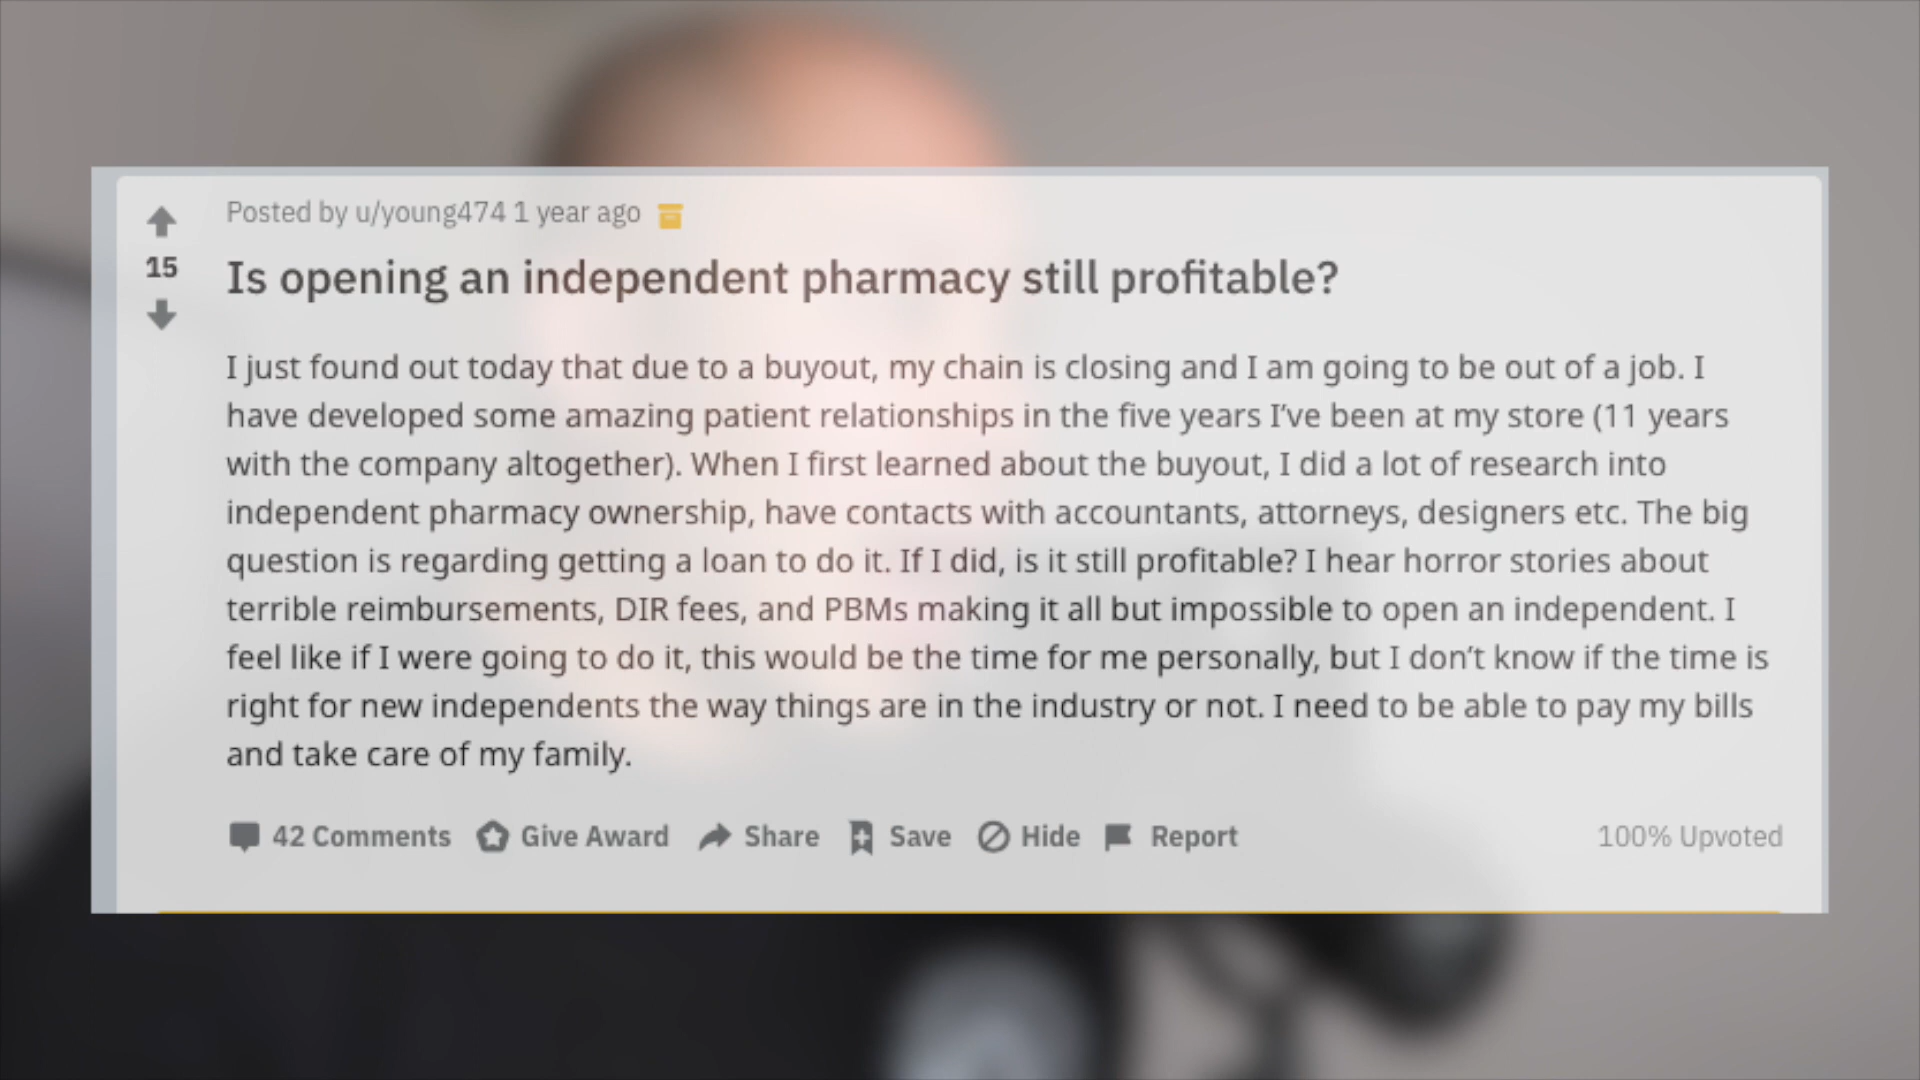 Posted by u/young474 1 year ago
15
Is opening an independent pharmacy still profitable?
I just found out today that due to a buyout, my chain is closing and I am going to be out of a job. I
have developed some amazing patient relationships in the five years I've been at my store (11 years
with the company altogether). When I first learned about the buyout, I did a lot of research into
independent pharmacy ownership, have contacts with accountants, attorneys, designers etc. The big
question is regarding getting a loan to do it. If I did, is it still profitable? I hear horror stories about
terrible reimbursements, DIR fees, and PBMs making it all but impossible to open an independent. I
feel like if I were going to do it, this would be the time for me personally, but I don't know if the time is
right for new independents the way things are in the industry or not. I need to be able to pay my bills
and take care of my family.
42 Comments Give Award Share Save Hide Report 100% Upvoted